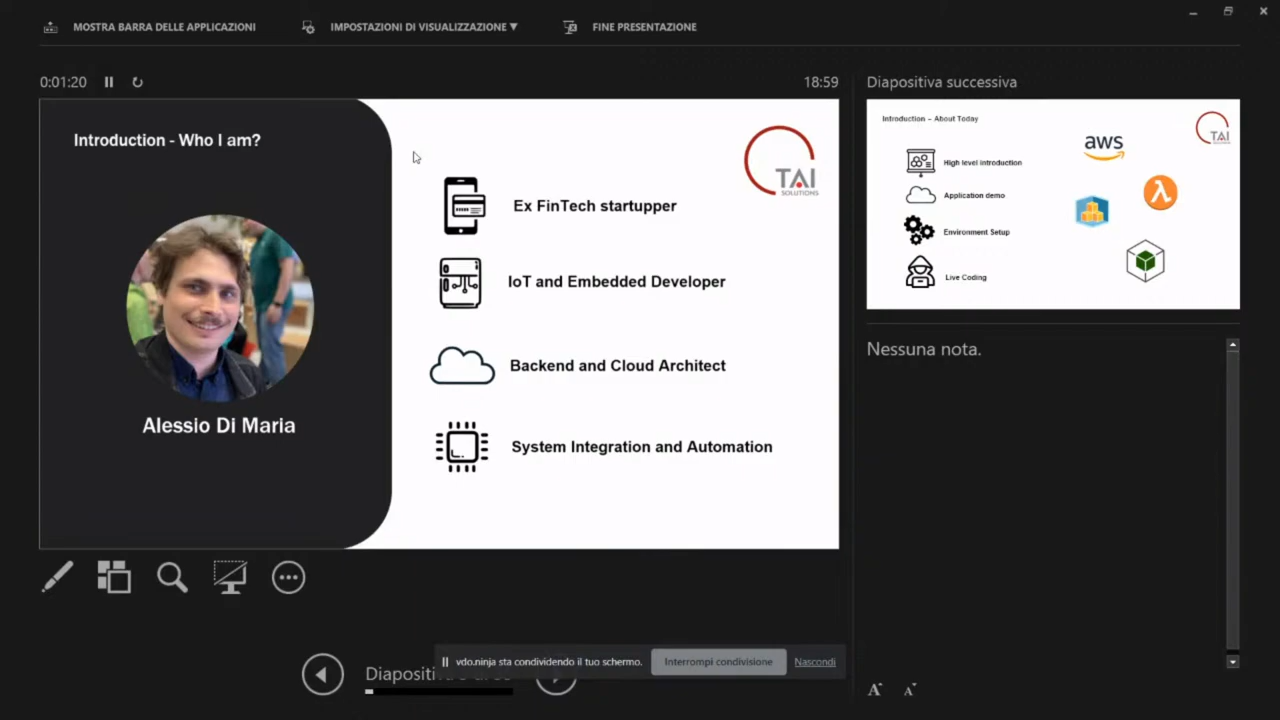 MOSTRA BARRA DELLE APPLICAZIONI
IMPOSTAZIONI DI VISUALIZZAZIONE ▼
FINE PRESENTAZIONE
0:01:20
18:59
Diapositiva successiva
Introduction - Who I am?
TAI
SOLUTIONS
Ex FinTech startupper
IoT and Embedded Developer
Backend and Cloud Architect
System Integration and Automation
Alessio Di Maria
Introduction – About Today
aws
TAI
High level introduction
Application demo
Environment Setup
Live Coding
Nessuna nota.
vdo.ninja sta condividendo il tuo schermo.
Interrompi condivisione
Nascondi
A
A